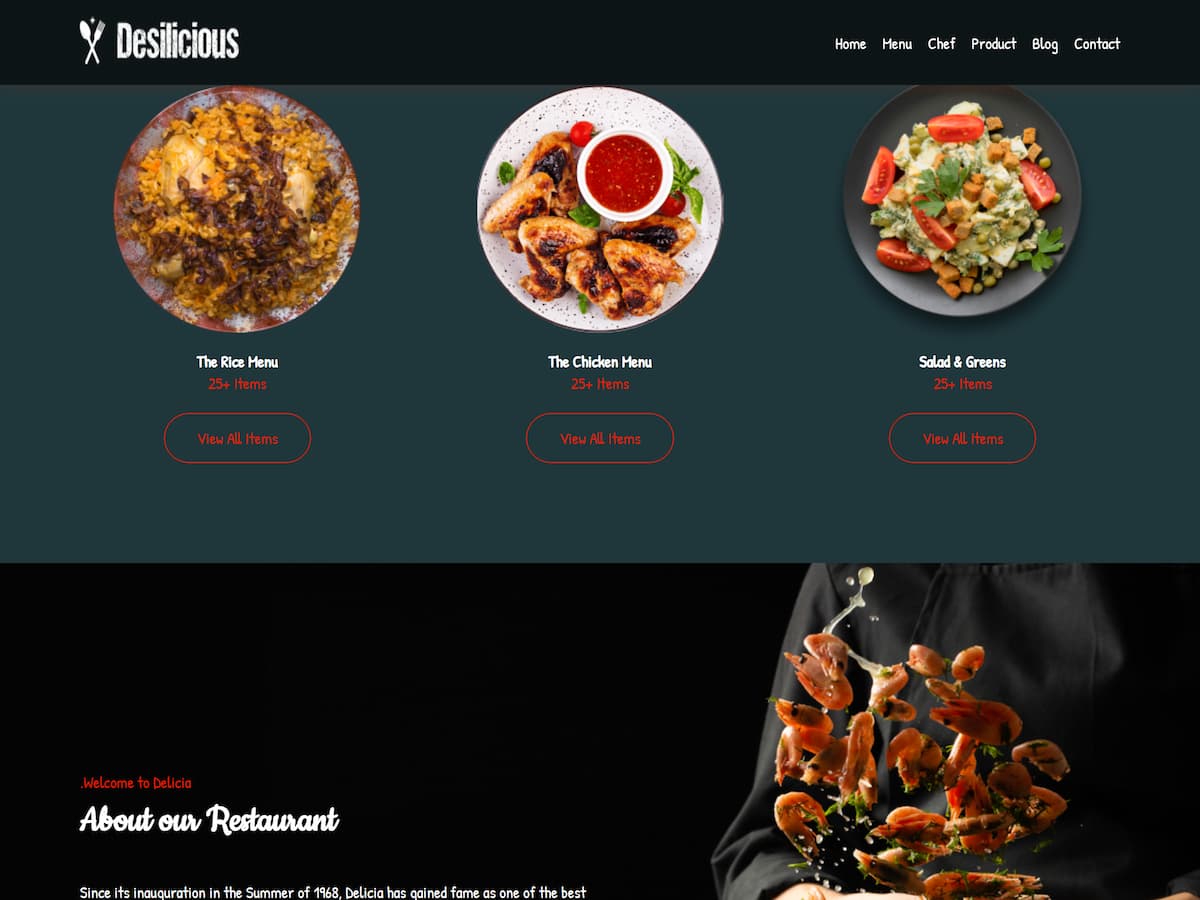 Desilicious
Home Menu Chef Product Blog Contact
The Rice Menu
25+ Items
View All Items
The Chicken Menu
25+ Items
View All Items
Salad & Greens
25+ Items
View All Items
.Welcome to Delicia
About our Restaurant
Since its inauguration in the Summer of 1968, Delicia has gained fame as one of the best